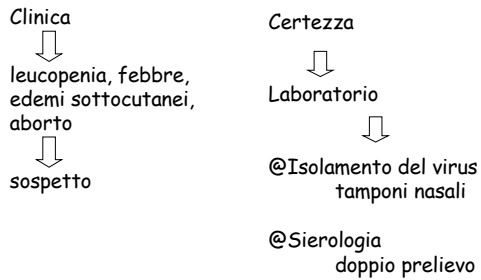 Clinica
leucopenia, febbre,
edemi sottocutanei,
aborto
sospetto
Certezza
Laboratorio
@Isolamento del virus
tamponi nasali
@Sierologia
doppio prelievo